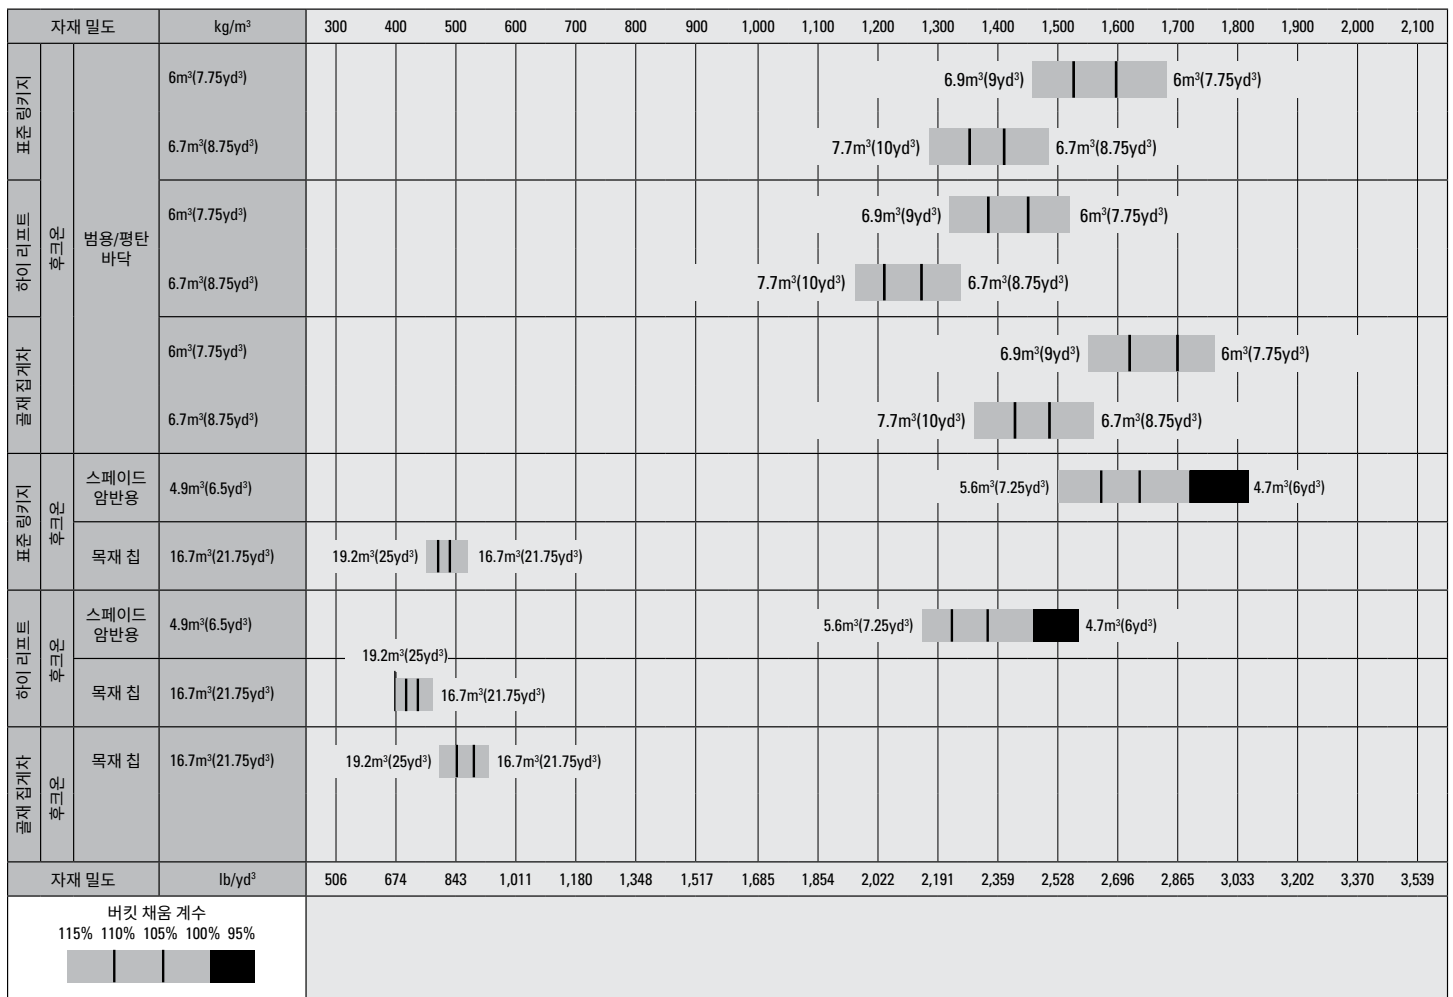 자재 밀도 kg/m³ 300 400 500 600 700 800 900 1,000 1,100 1,200 1,300 1,400 1,500 1,600 1,700 1,800 1,900 2,000 2,100
표준 링키지
후크온
범용/평탄
바닥
6m³(7.75yd³) 6.9m³(9yd³) 6m³(7.75yd³)
6.7m³(8.75yd³) 7.7m³(10yd³) 6.7m³(8.75yd³)
하이 리프트
6m³(7.75yd³) 6.9m³(9yd³) 6m³(7.75yd³)
6.7m³(8.75yd³) 7.7m³(10yd³) 6.7m³(8.75yd³)
골재 집게차
6m³(7.75yd³) 6.9m³(9yd³) 6m³(7.75yd³)
6.7m³(8.75yd³) 7.7m³(10yd³) 6.7m³(8.75yd³)
표준 링키지
후크온
스페이드
암반용
4.9m³(6.5yd³) 5.6m³(7.25yd³) 4.7m³(6yd³)
목재 칩 16.7m³(21.75yd³) 19.2m³(25yd³) 16.7m³(21.75yd³)
하이 리프트
후크온
스페이드
암반용
4.9m³(6.5yd³) 5.6m³(7.25yd³) 4.7m³(6yd³)
19.2m³(25yd³)
목재 칩 16.7m³(21.75yd³) 16.7m³(21.75yd³)
골재 집게차
후크온
목재 칩 16.7m³(21.75yd³) 19.2m³(25yd³) 16.7m³(21.75yd³)
자재 밀도 lb/yd³ 506 674 843 1,011 1,180 1,348 1,517 1,685 1,854 2,022 2,191 2,359 2,528 2,696 2,865 3,033 3,202 3,370 3,539
버킷 채움 계수
115% 110% 105% 100% 95%